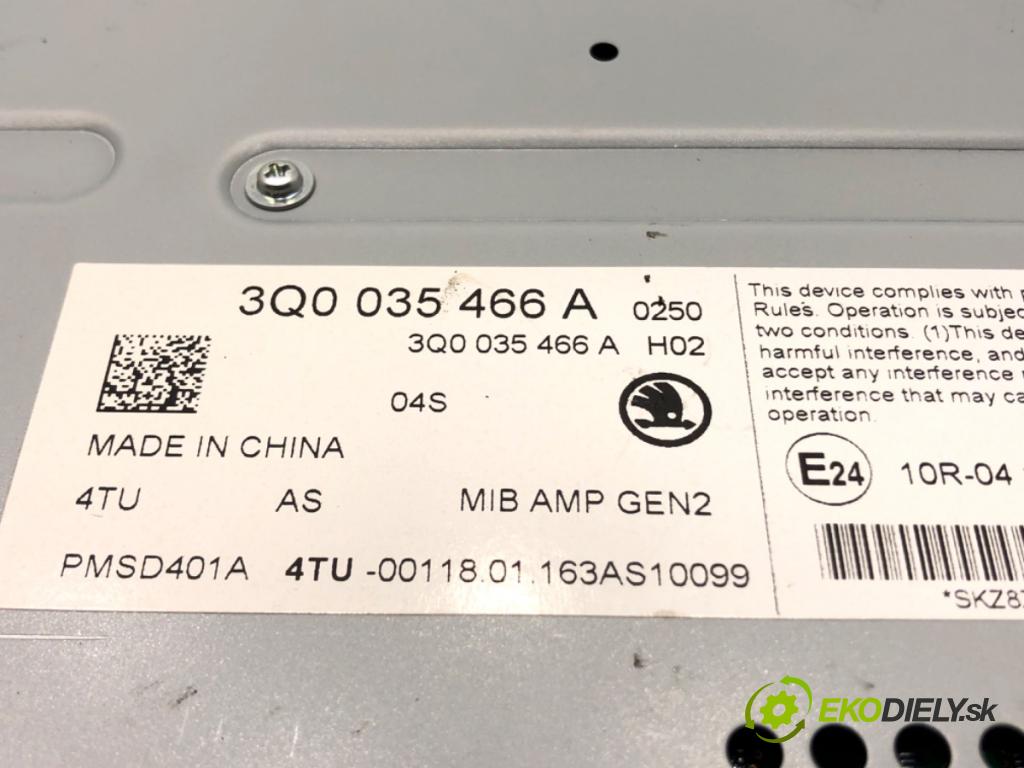 3Q0 035 466 A 0250
3Q0 035 466 A H02
04S
MADE IN CHINA
4TU AS MIB AMP GEN2
PMSD401A 4TU -00118.01.163AS10099
This device complies with
Rules. Operation is subje
two conditions. (1)This de
harmful interference, and
accept any interference
interference that may ca
operation.
E24 10R-04
*SKZ8
EKODIELY.sk